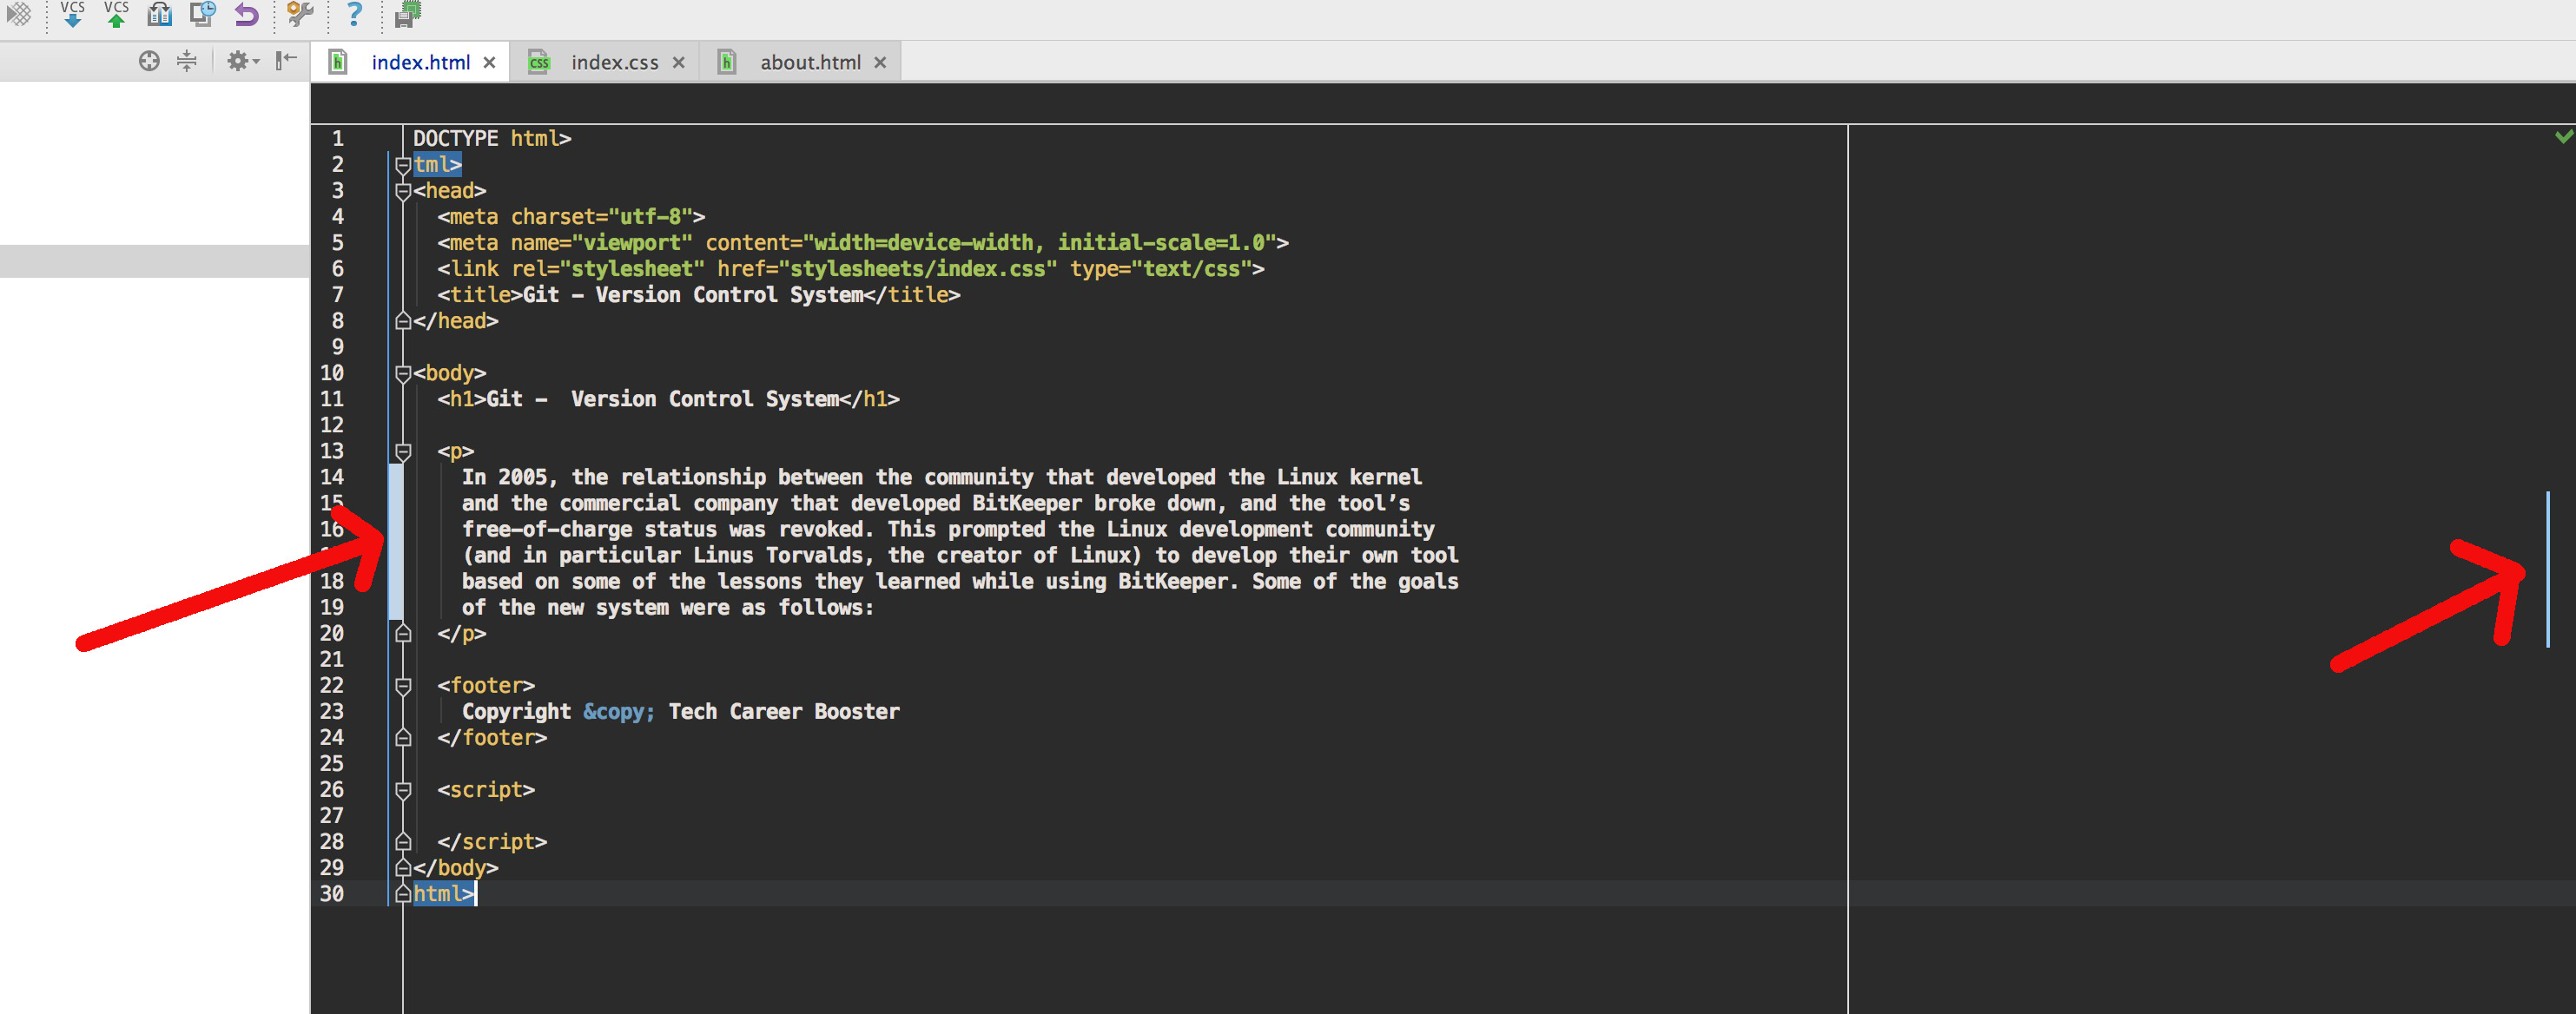 VCS VCS ?
index.html index.css about.html
1 DOCTYPE html>
2 tml>
3 <head>
4 <meta charset="utf-8">
5 <meta name="viewport" content="width=device-width, initial-scale=1.0">
6 <link rel="stylesheet" href="stylesheets/index.css" type="text/css">
7 <title>Git - Version Control System</title>
8 </head>
9
10 <body>
11 <h1>Git -  Version Control System</h1>
12
13 <p>
14 In 2005, the relationship between the community that developed the Linux kernel
15 and the commercial company that developed BitKeeper broke down, and the tool’s
16 free-of-charge status was revoked. This prompted the Linux development community
(and in particular Linus Torvalds, the creator of Linux) to develop their own tool
18 based on some of the lessons they learned while using BitKeeper. Some of the goals
19 of the new system were as follows:
20 </p>
21
22 <footer>
23 Copyright &copy; Tech Career Booster
24 </footer>
25
26 <script>
27
28 </script>
29 </body>
30 html>